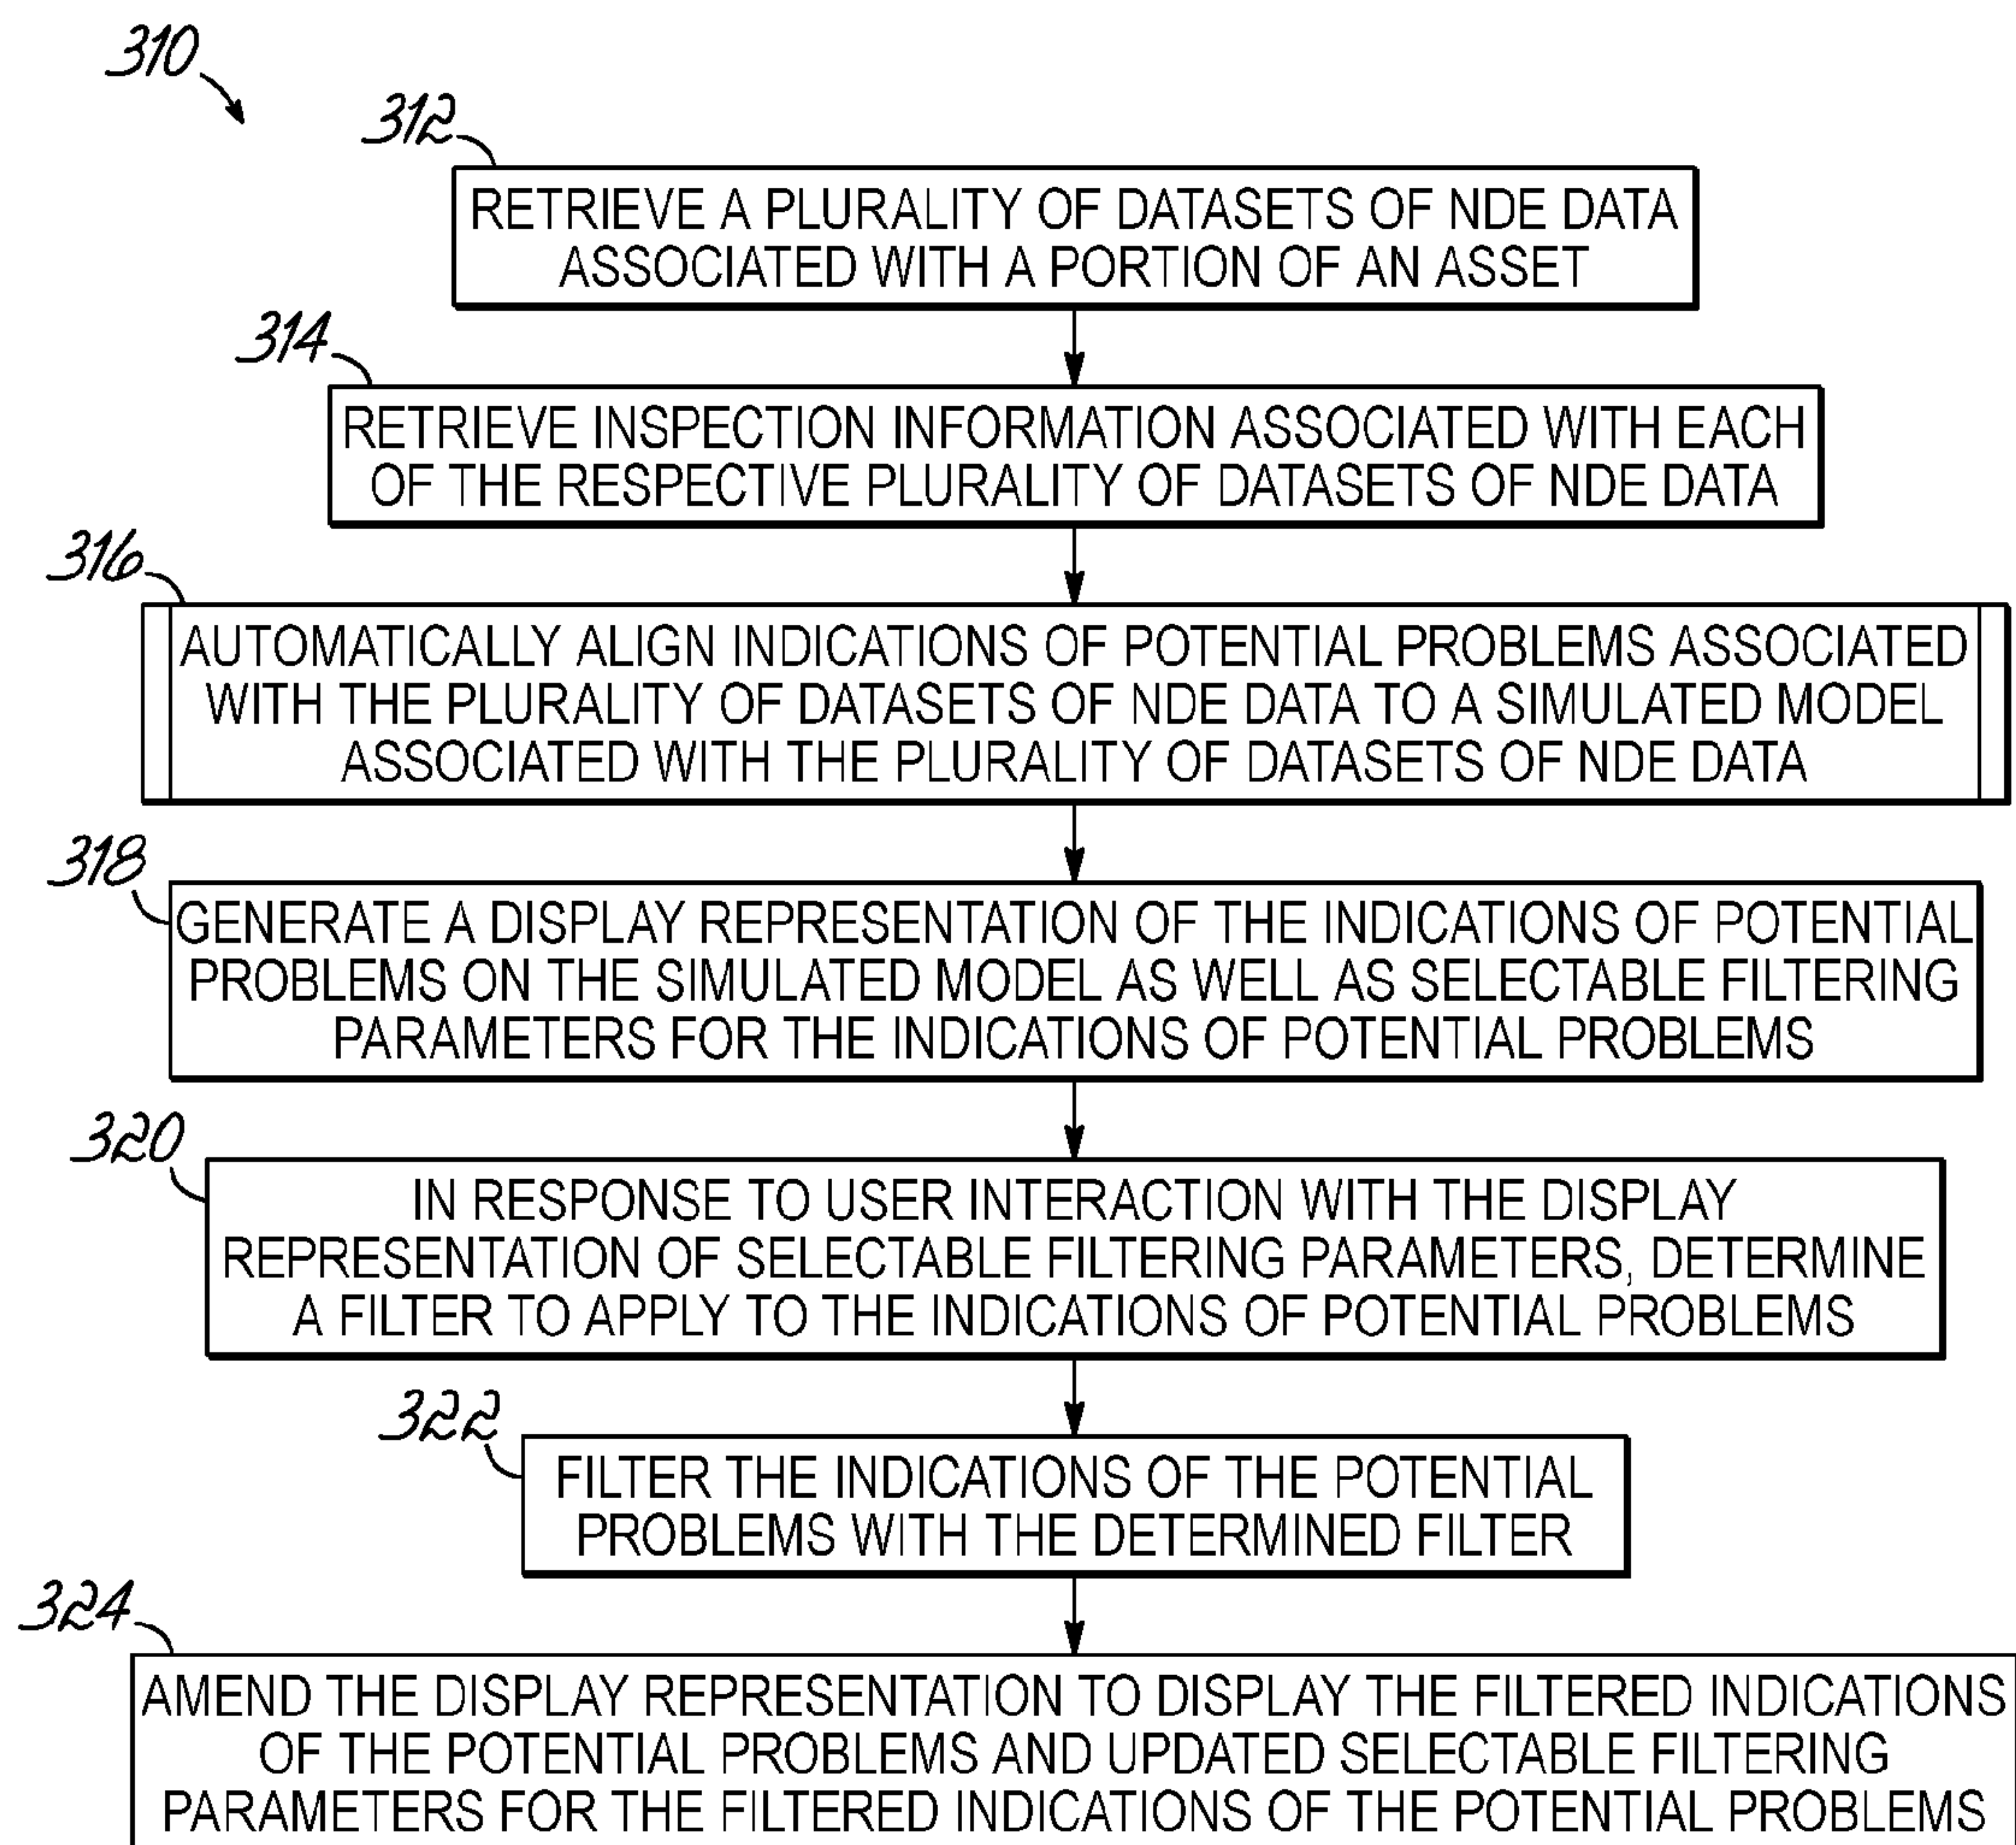 310
312
RETRIEVE A PLURALITY OF DATASETS OF NDE DATA
ASSOCIATED WITH A PORTION OF AN ASSET
314
RETRIEVE INSPECTION INFORMATION ASSOCIATED WITH EACH
OF THE RESPECTIVE PLURALITY OF DATASETS OF NDE DATA
316
AUTOMATICALLY ALIGN INDICATIONS OF POTENTIAL PROBLEMS ASSOCIATED
WITH THE PLURALITY OF DATASETS OF NDE DATA TO A SIMULATED MODEL
ASSOCIATED WITH THE PLURALITY OF DATASETS OF NDE DATA
318
GENERATE A DISPLAY REPRESENTATION OF THE INDICATIONS OF POTENTIAL
PROBLEMS ON THE SIMULATED MODEL AS WELL AS SELECTABLE FILTERING
PARAMETERS FOR THE INDICATIONS OF POTENTIAL PROBLEMS
320
IN RESPONSE TO USER INTERACTION WITH THE DISPLAY
REPRESENTATION OF SELECTABLE FILTERING PARAMETERS, DETERMINE
A FILTER TO APPLY TO THE INDICATIONS OF POTENTIAL PROBLEMS
322
FILTER THE INDICATIONS OF THE POTENTIAL
PROBLEMS WITH THE DETERMINED FILTER
324
AMEND THE DISPLAY REPRESENTATION TO DISPLAY THE FILTERED INDICATIONS
OF THE POTENTIAL PROBLEMS AND UPDATED SELECTABLE FILTERING
PARAMETERS FOR THE FILTERED INDICATIONS OF THE POTENTIAL PROBLEMS